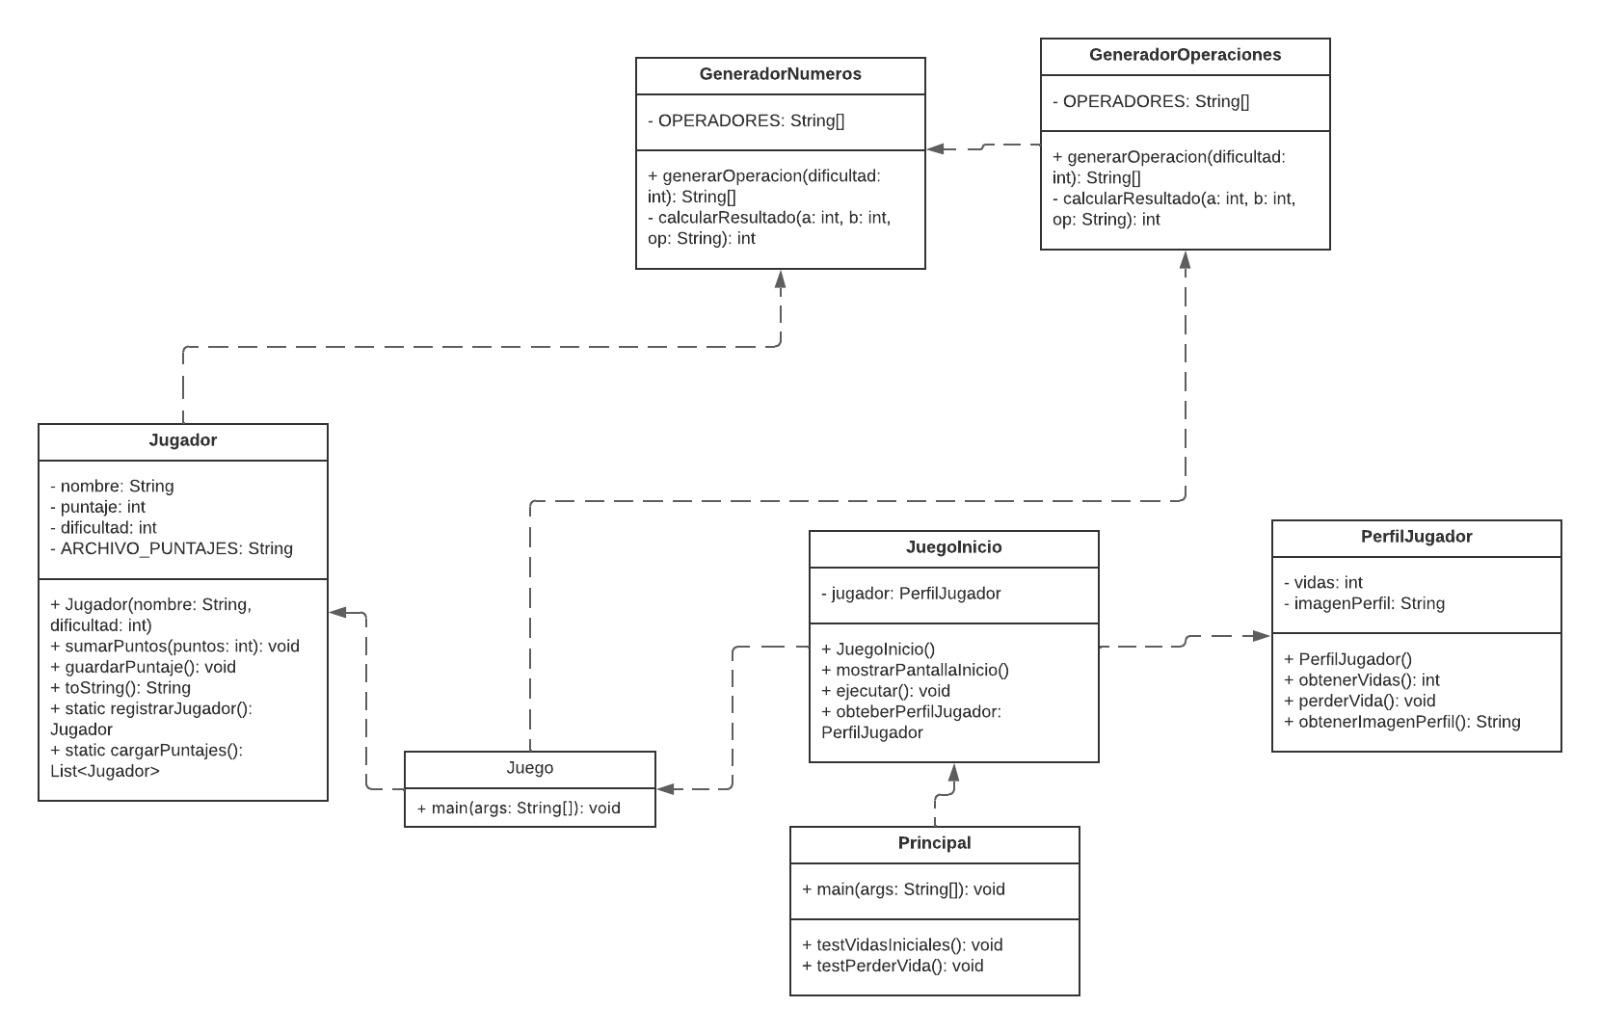 GeneradorNumeros
- OPERADORES: String[]
+ generarOperacion(dificultad:
int): String[]
- calcularResultado(a: int, b: int,
op: String): int
GeneradorOperaciones
- OPERADORES: String[]
+ generarOperacion(dificultad:
int): String[]
- calcularResultado(a: int, b: int,
op: String): int
Jugador
- nombre: String
- puntaje: int
- dificultad: int
- ARCHIVO_PUNTAJES: String
+ Jugador(nombre: String,
dificultad: int)
+ sumarPuntos(puntos: int): void
+ guardarPuntaje(): void
+ toString(): String
+ static registrarJugador():
Jugador
+ static cargarPuntajes():
List<Jugador>
Juego
+ main(args: String[]): void
JuegoInicio
- jugador: PerfilJugador
+ JuegoInicio()
+ mostrarPantallaInicio()
+ ejecutar(): void
+ obteberPerfilJugador:
PerfilJugador
PerfilJugador
- vidas: int
- imagenPerfil: String
+ PerfilJugador()
+ obtenerVidas(): int
+ perderVida(): void
+ obtenerImagenPerfil(): String
Principal
+ main(args: String[]): void
+ testVidasIniciales(): void
+ testPerderVida(): void